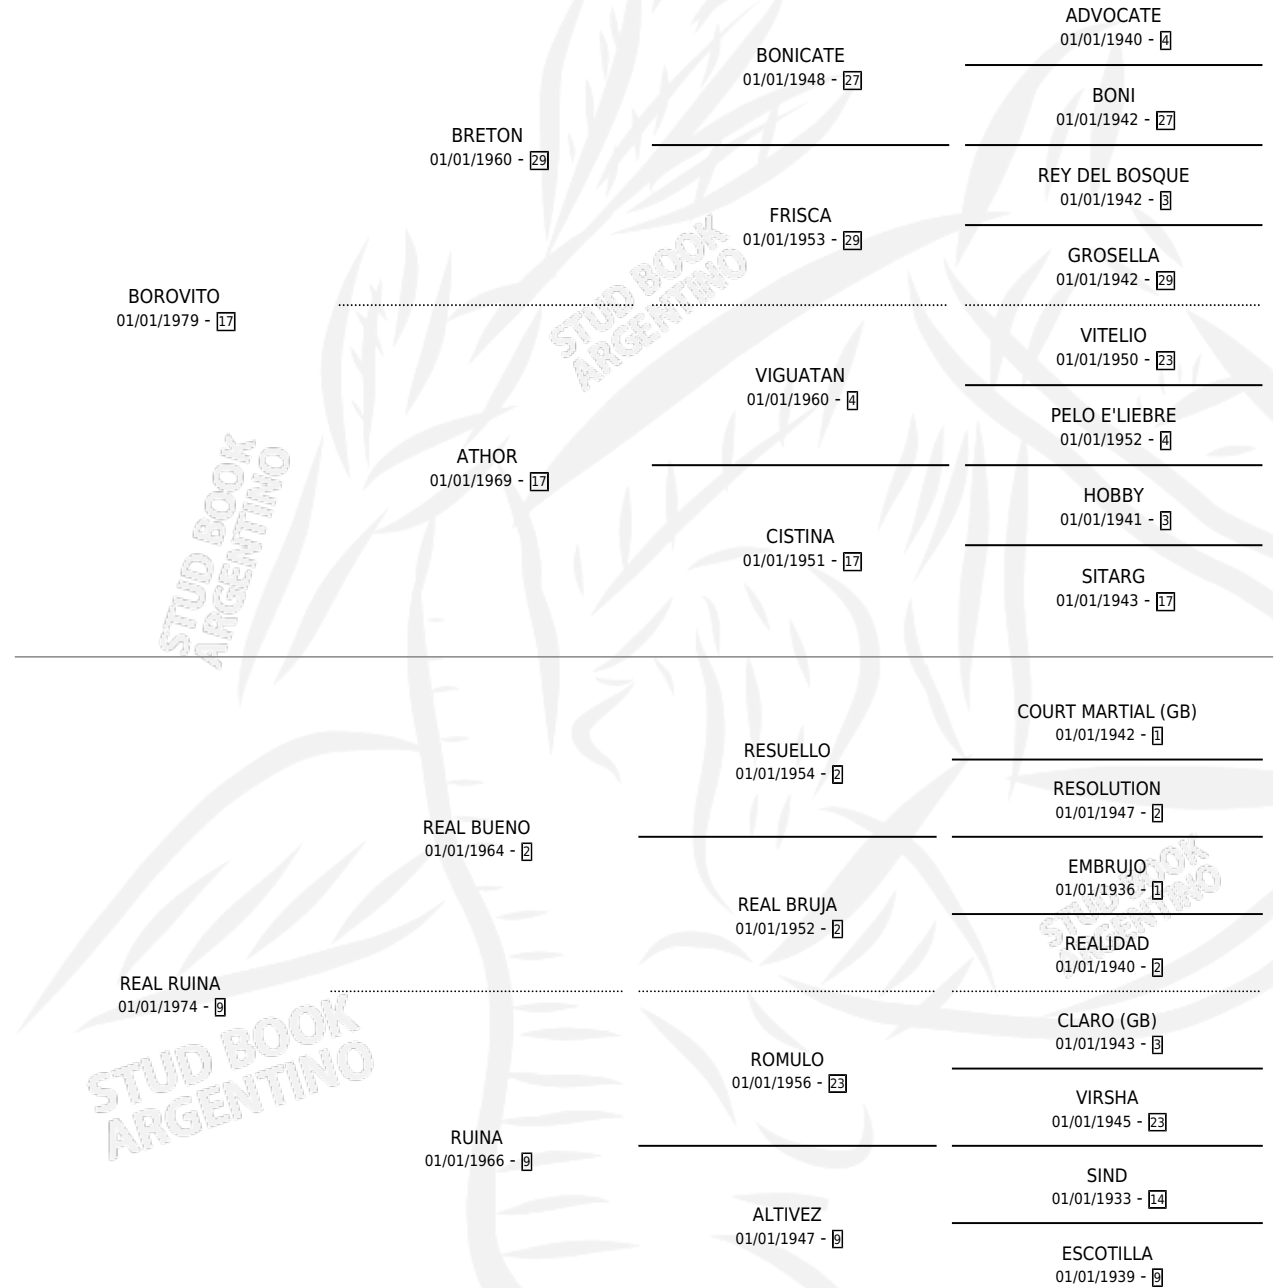 ADVOCATE
01/01/1940 - 4
BONICATE
01/01/1948 - 27
BONI
01/01/1942 - 27
BRETON
01/01/1960 - 29
REY DEL BOSQUE
01/01/1942 - 3
FRISCA
01/01/1953 - 29
GROSELLA
01/01/1942 - 29
BOROVITO
01/01/1979 - 17
VITELIO
01/01/1950 - 23
VIGUATAN
01/01/1960 - 4
PELO E'LIEBRE
01/01/1952 - 4
ATHOR
01/01/1969 - 17
HOBBY
01/01/1941 - 3
CISTINA
01/01/1951 - 17
SITARG
01/01/1943 - 17
COURT MARTIAL (GB)
01/01/1942 - 1
RESUELLO
01/01/1954 - 2
RESOLUTION
01/01/1947 - 2
REAL BUENO
01/01/1964 - 2
EMBRUJO
01/01/1936 - 1
REAL BRUJA
01/01/1952 - 2
REALIDAD
01/01/1940 - 2
REAL RUINA
01/01/1974 - 9
CLARO (GB)
01/01/1943 - 3
ROMULO
01/01/1956 - 23
VIRSHA
01/01/1945 - 23
RUINA
01/01/1966 - 9
SIND
01/01/1933 - 14
ALTIVEZ
01/01/1947 - 9
ESCOTILLA
01/01/1939 - 9
STUD BOOK
ARGENTINO
STUD BOOK
ARGENTINO
STUD BOOK
ARGENTINO
STUD BOOK
ARGENTINO